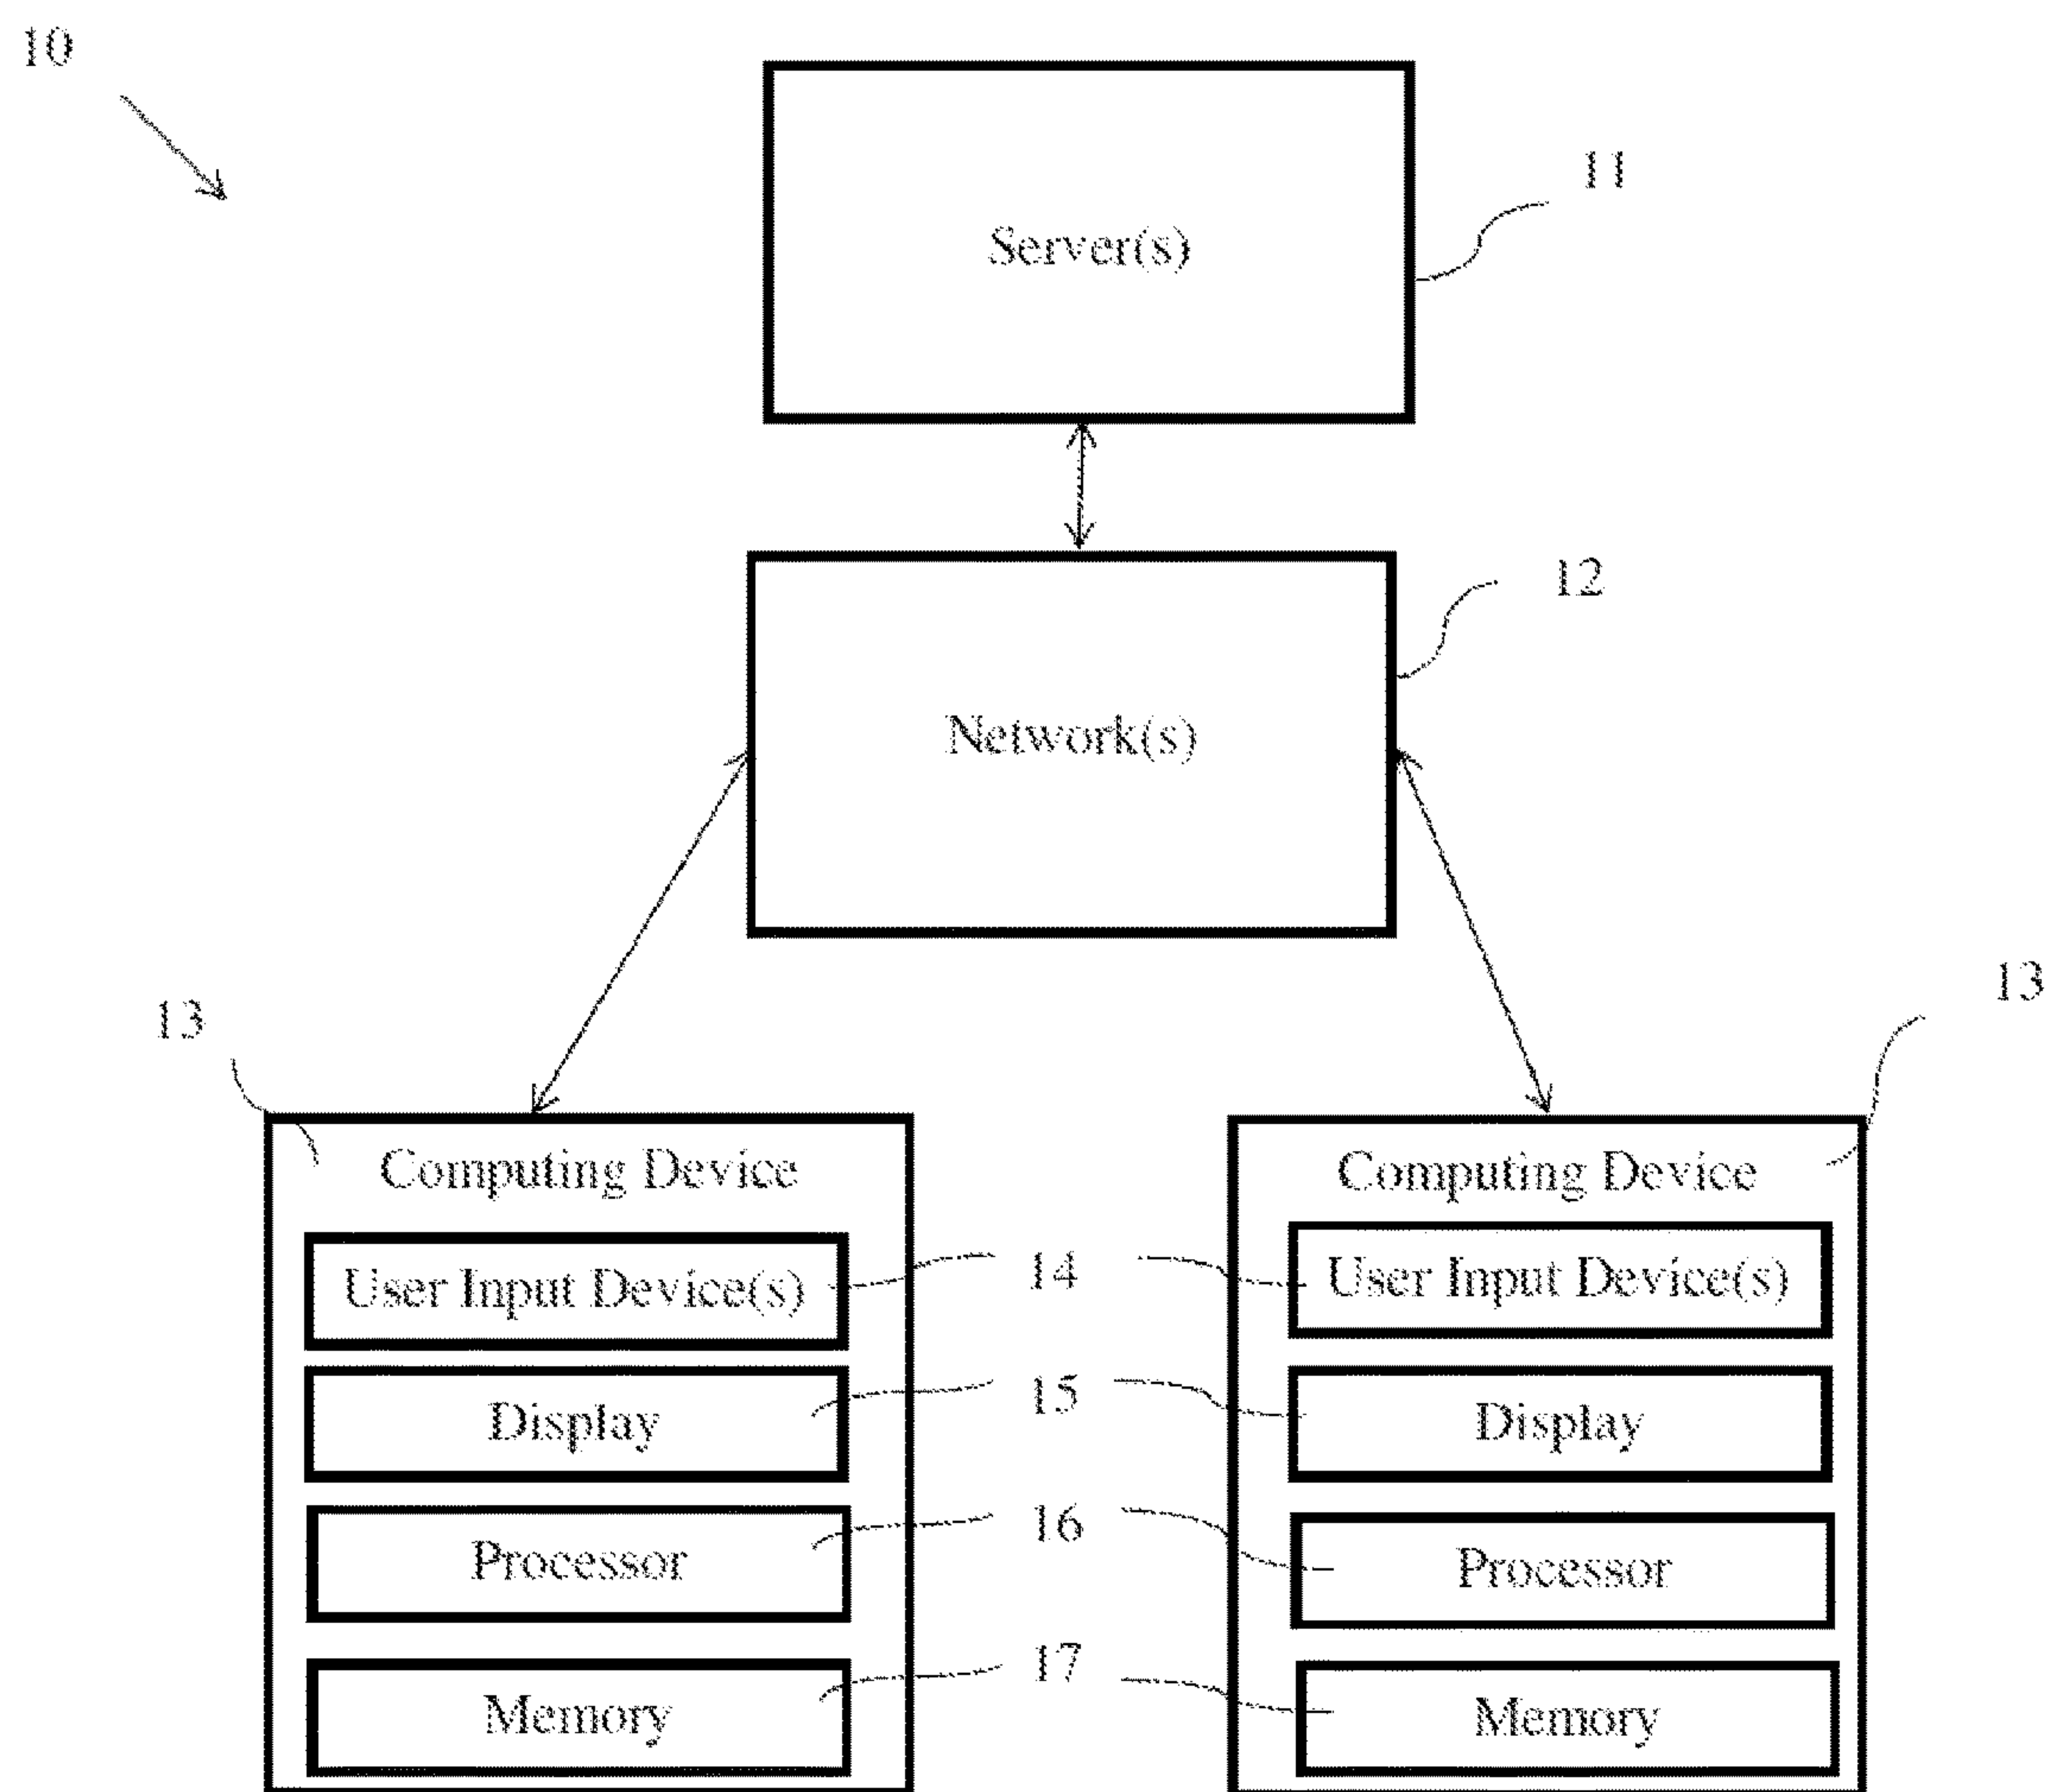 10
Server(s)
11
Network(s)
12
13
13
Computing Device
Computing Device
User Input Device(s)
14
User Input Device(s)
Display
15
Display
Processor
16
Processor
Memory
17
Memory